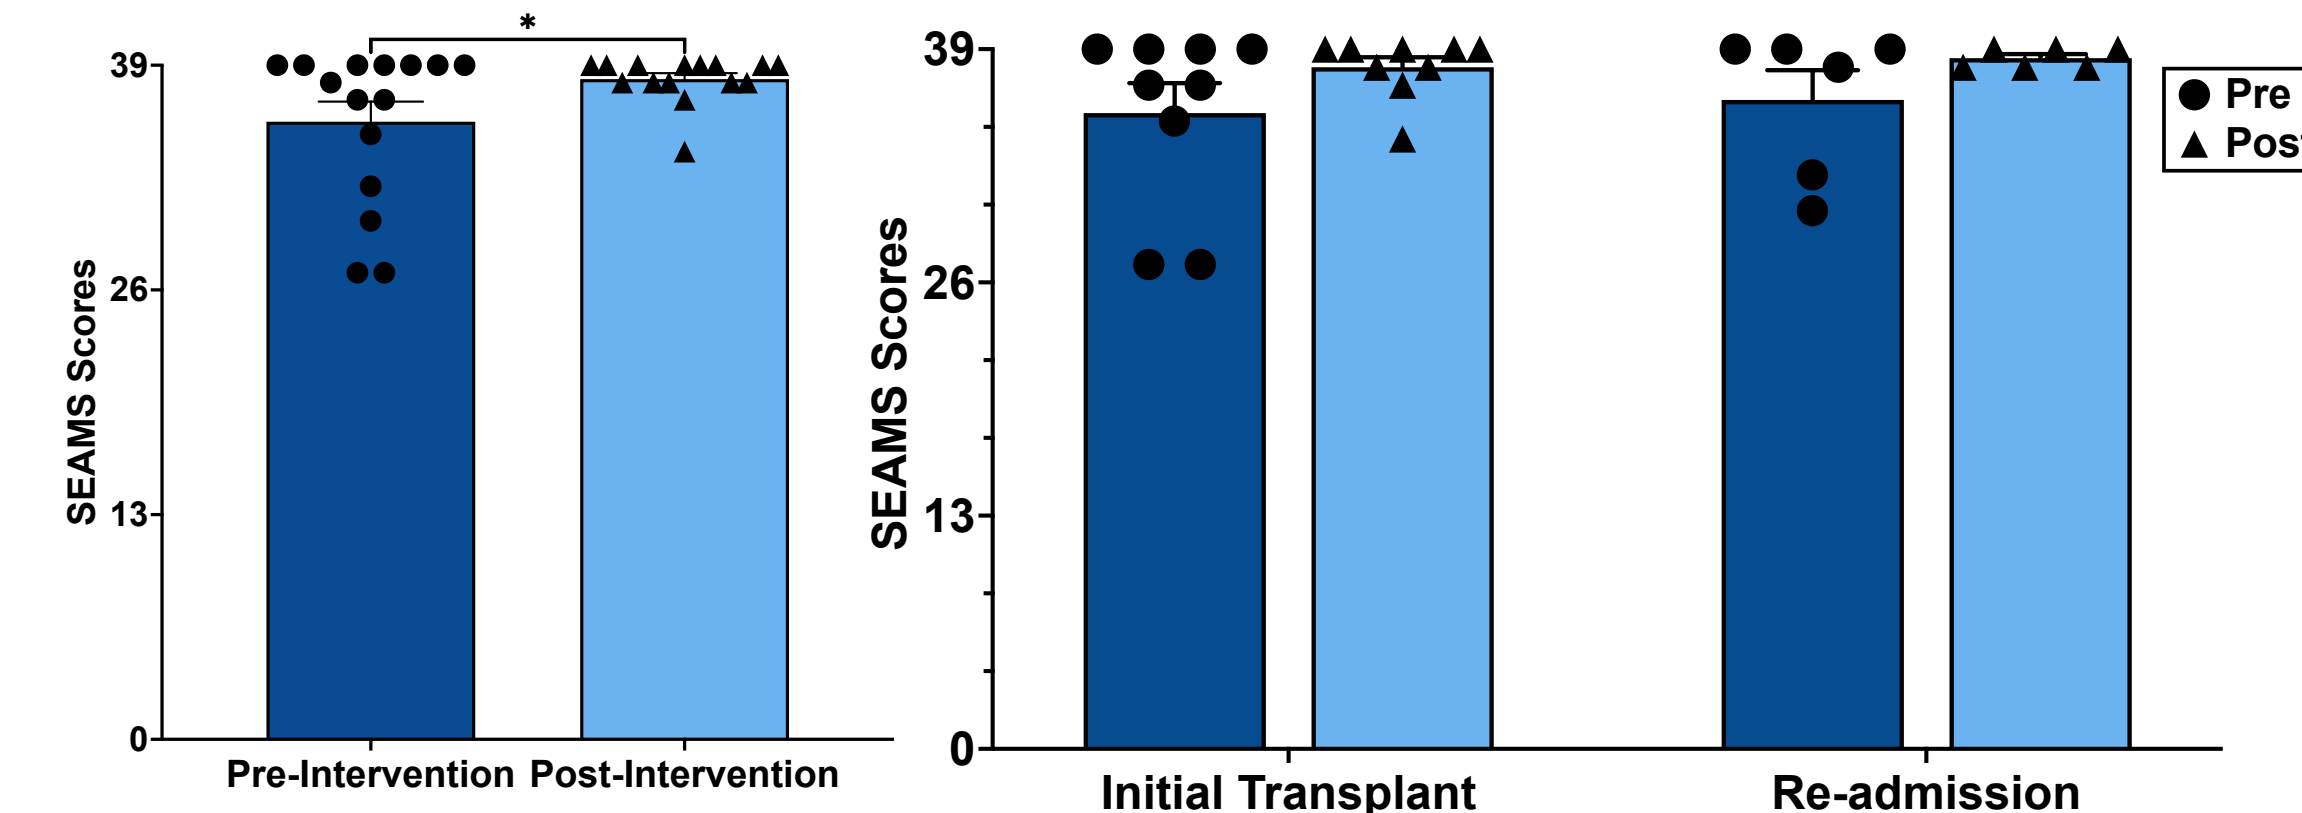 *
39
26
13
0
SEAMS Scores
Pre-Intervention Post-Intervention
39
26
13
0
SEAMS Scores
Initial Transplant Re-admission
Pre
Pos